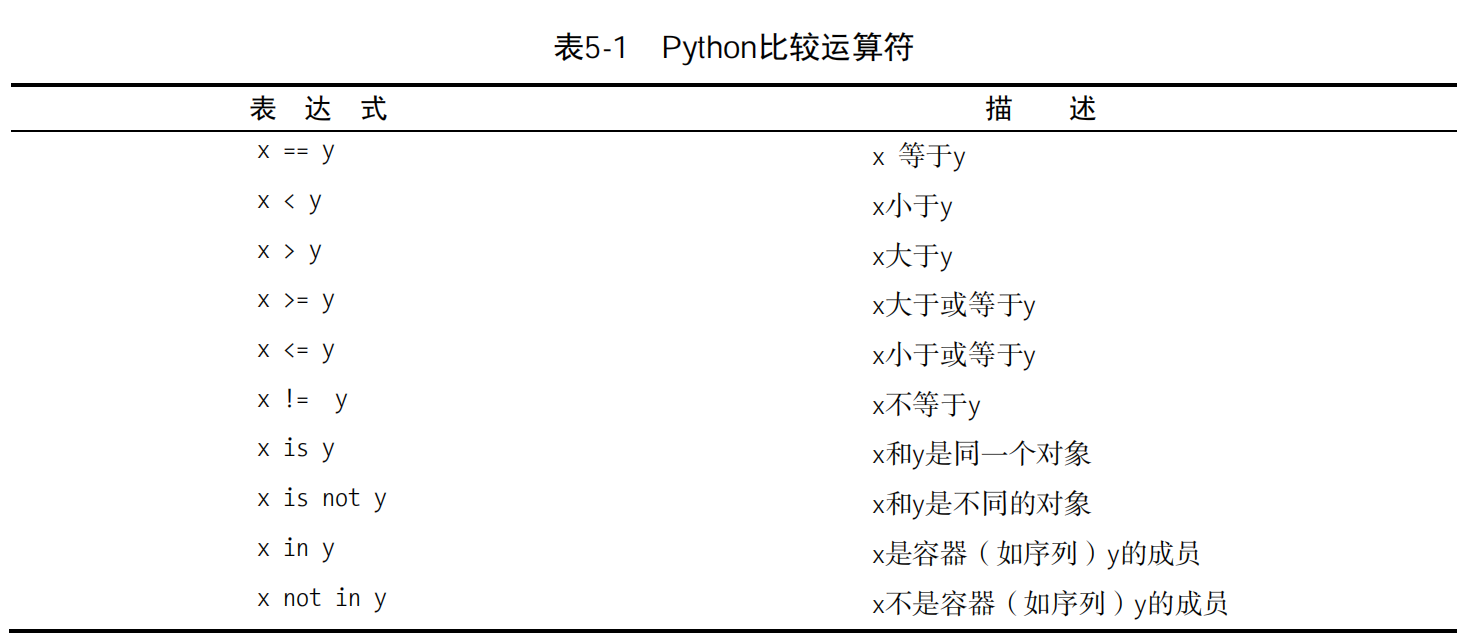 表5-1 Python比较运算符
表 达 式 描 述
x == y x 等于y
x < y x小于y
x > y x大于y
x >= y x大于或等于y
x <= y x小于或等于y
x !=  y x不等于y
x is y x和y是同一个对象
x is not y x和y是不同的对象
x in y x是容器（如序列）y的成员
x not in y x不是容器（如序列）y的成员